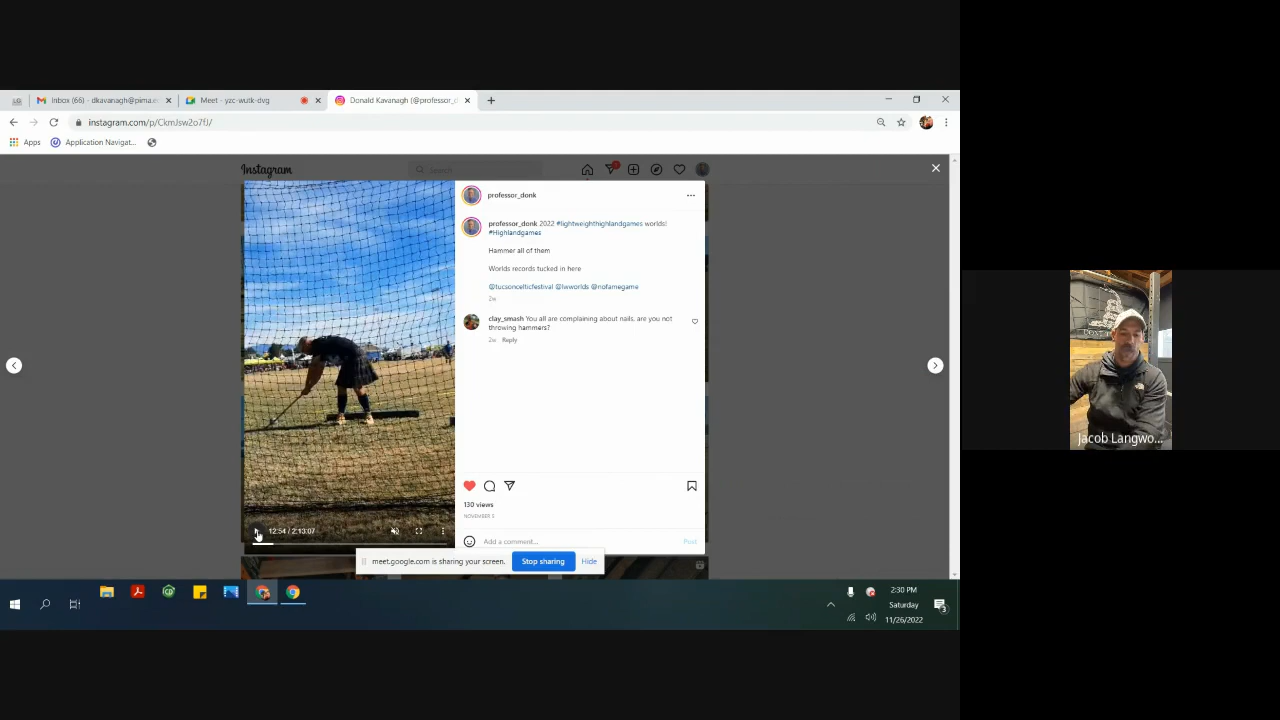 Inbox (66) - dkavanagh@pima.e
Meet - yzc-wutk-dvg
Donald Kavanagh (@professor_d
instagram.com/p/CkmJsw2o7fJ/
Apps
Application Navigat...
Instagram
Search
professor_donk
professor_donk 2022 #lightweighthighlandgames worlds!
#Highlandgames
Hammer all of them
Worlds records tucked in here
@tucsoncelticfestival @lwworlds @nofamegame
2w
clay_smash You all are complaining about nails. are you not
throwing hammers?
2w Reply
130 views
NOVEMBER 5
Add a comment...
Post
12:54 / 2:13:07
meet.google.com is sharing your screen.
Stop sharing
Hide
2:30 PM
Saturday
11/26/2022
3
Jacob Langwo...